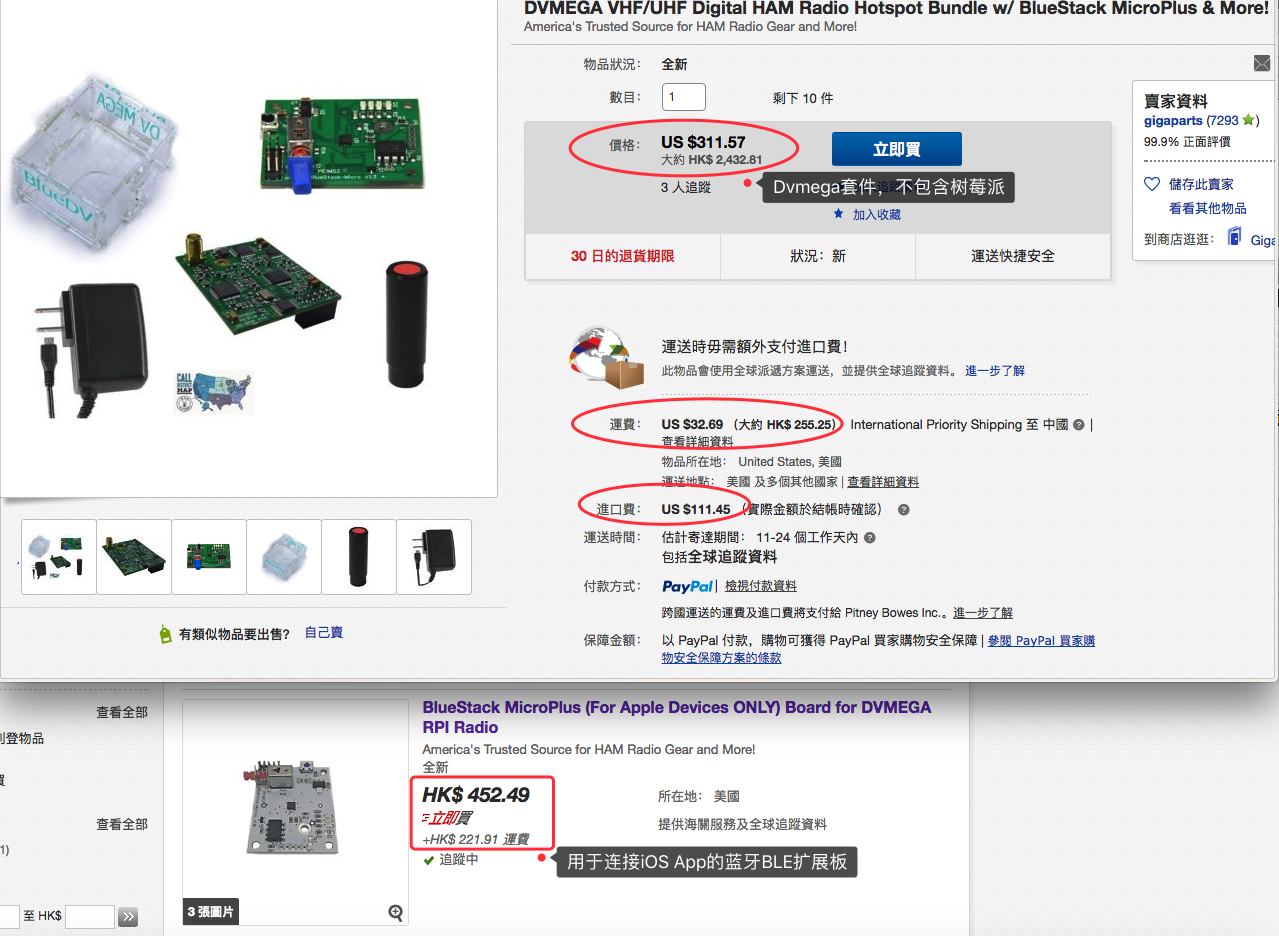 DVMEGA VHF/UHF Digital HAM Radio Hotspot Bundle w/ BlueStack MicroPlus & More!
America's Trusted Source for HAM Radio Gear and More!
物品狀況： 全新
數目： 1 剩下 10 件
價格： US $311.57
大約 HK$ 2,432.81
立即買
3 人追蹤
Dvmega套件，不包含树莓派
加入收藏
30 日的退貨期限 狀況：新 運送快捷安全
賣家資料
gigaparts (7293)
99.9% 正面評價
儲存此賣家
看看其他物品
到商店逛逛： Giga
DV MEGA
BlueDV
PE1MSZ
BlueStack-Micro v1.3
CALL
DISTRICT
MAP
運送時毋需額外支付進口費！
此物品會使用全球派遞方案運送，並提供全球追蹤資料。 進一步了解
運費： US $32.69 (大約 HK$ 255.25) International Priority Shipping 至 中國 |
查看詳細資料
物品所在地： United States, 美國
運送地點： 美國 及多個其他國家 | 查看詳細資料
進口費： US $111.45 (實際金額於結帳時確認)
運送時間： 估計寄達期間： 11-24 個工作天內
包括全球追蹤資料
付款方式： PayPal | 檢視付款資料
跨國運送的運費及進口費將支付給 Pitney Bowes Inc.。進一步了解
保障金額： 以 PayPal 付款，購物可獲得 PayPal 買家購物安全保障 | 參閱 PayPal 買家購
物安全保障方案的條款
有類似物品要出售? 自己賣
查看全部
刊登物品
買
查看全部
1)
至 HK$
BlueStack MicroPlus (For Apple Devices ONLY) Board for DVMEGA
RPI Radio
America's Trusted Source for HAM Radio Gear and More!
全新
HK$ 452.49
立即買
+HK$ 221.91 運費
追蹤中
所在地： 美國
提供海關服務及全球追蹤資料
用于连接iOS App的蓝牙BLE扩展板
3 張圖片